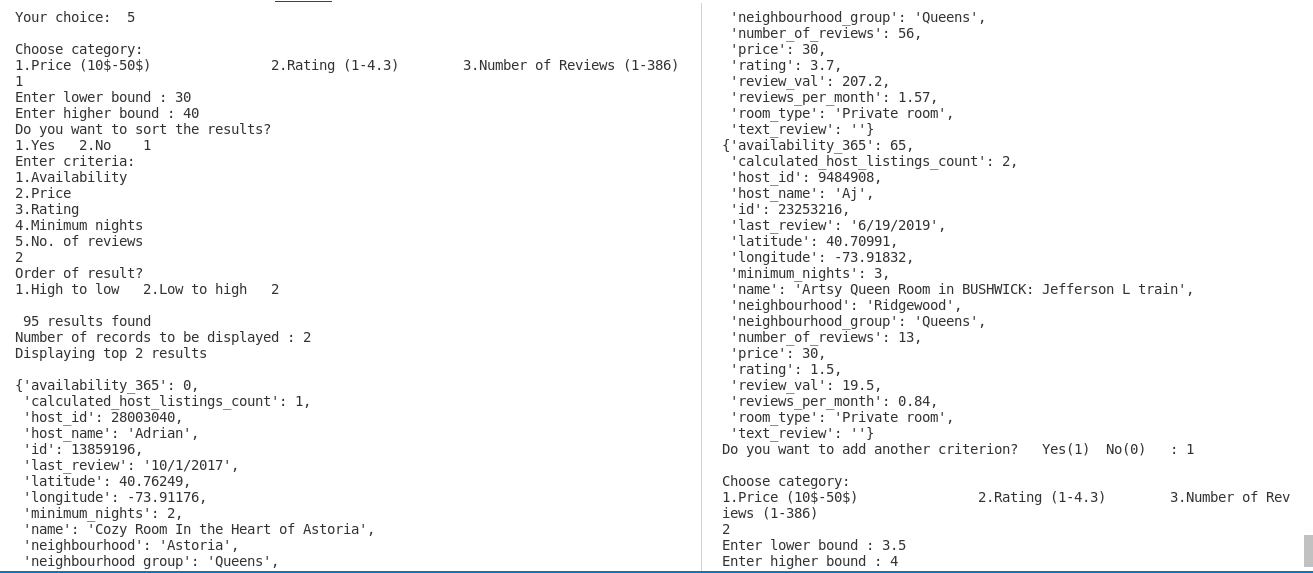 Your choice:  5
Choose category:
1.Price (10$-50$)               2.Rating (1-4.3)        3.Number of Reviews (1-386)
1
Enter lower bound : 30
Enter higher bound : 40
Do you want to sort the results?
1.Yes   2.No    1
Enter criteria:
1.Availability
2.Price
3.Rating
4.Minimum nights
5.No. of reviews
2
Order of result?
1.High to low   2.Low to high   2
 95 results found
Number of records to be displayed : 2
Displaying top 2 results
{'availability_365': 0,
 'calculated_host_listings_count': 1,
 'host_id': 28003040,
 'host_name': 'Adrian',
 'id': 13859196,
 'last_review': '10/1/2017',
 'latitude': 40.76249,
 'longitude': -73.91176,
 'minimum_nights': 2,
 'name': 'Cozy Room In the Heart of Astoria',
 'neighbourhood': 'Astoria',
 'neighbourhood_group': 'Queens',
 'neighbourhood_group': 'Queens',
 'number_of_reviews': 56,
 'price': 30,
 'rating': 3.7,
 'review_val': 207.2,
 'reviews_per_month': 1.57,
 'room_type': 'Private room',
 'text_review': ''}
{'availability_365': 65,
 'calculated_host_listings_count': 2,
 'host_id': 9484908,
 'host_name': 'Aj',
 'id': 23253216,
 'last_review': '6/19/2019',
 'latitude': 40.70991,
 'longitude': -73.91832,
 'minimum_nights': 3,
 'name': 'Artsy Queen Room in BUSHWICK: Jefferson L train',
 'neighbourhood': 'Ridgewood',
 'neighbourhood_group': 'Queens',
 'number_of_reviews': 13,
 'price': 30,
 'rating': 1.5,
 'review_val': 19.5,
 'reviews_per_month': 0.84,
 'room_type': 'Private room',
 'text_review': ''}
Do you want to add another criterion?   Yes(1)  No(0)   : 1
Choose category:
1.Price (10$-50$)               2.Rating (1-4.3)        3.Number of Rev
iews (1-386)
2
Enter lower bound : 3.5
Enter higher bound : 4